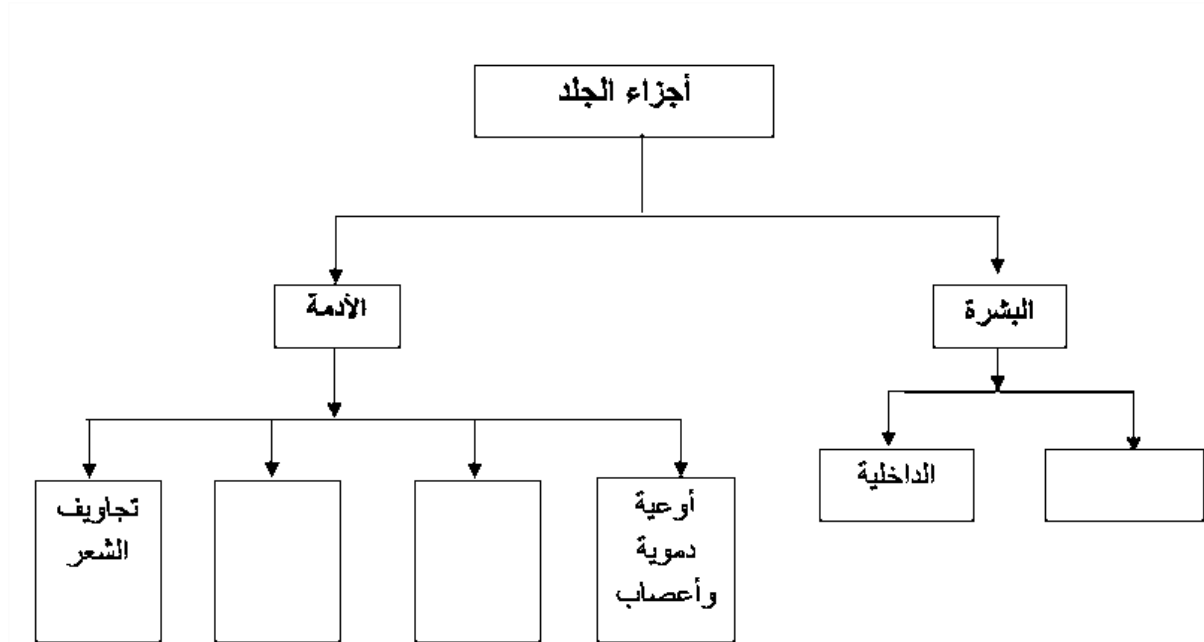 أجزاء الجلد
البشرة
الأدمة
الداخلية
أوعية
دموية
وأعصاب
تجاويف
الشعر